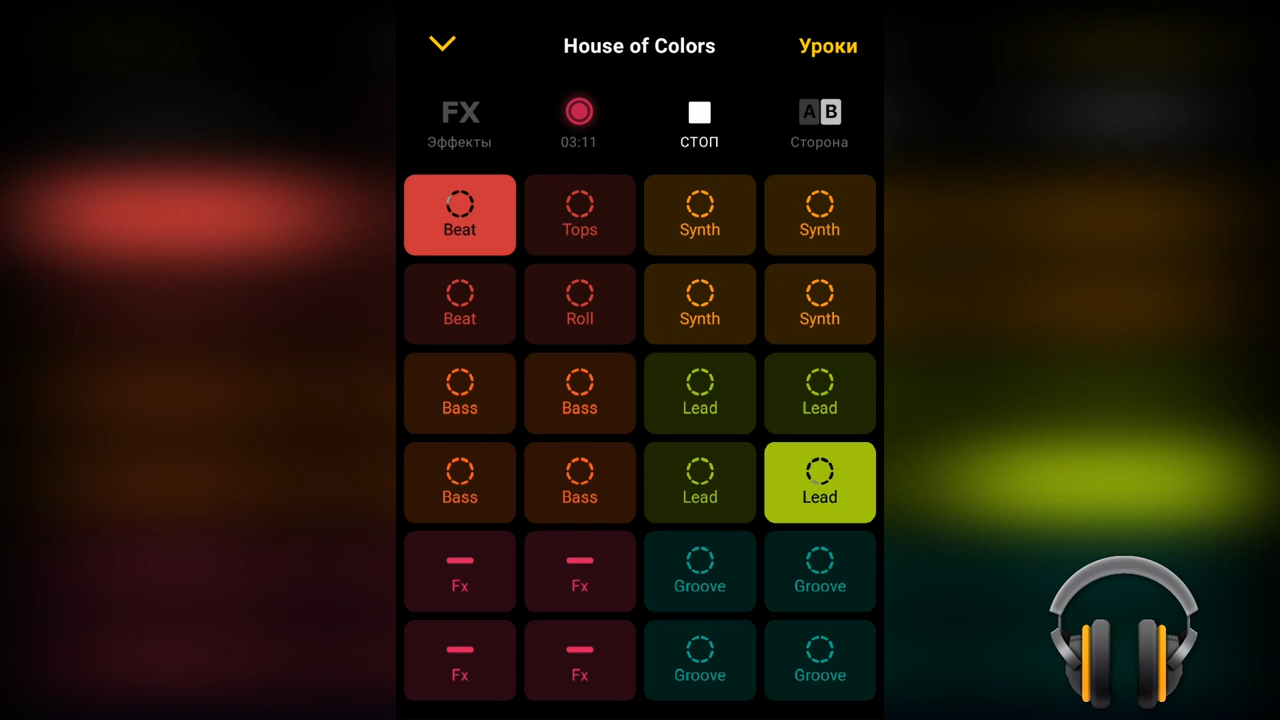 House of Colors
Уроки
FX
A B
Эффекты
03:11
СТОП
Сторона
Beat
Tops
Synth
Synth
Beat
Roll
Synth
Synth
Bass
Bass
Lead
Lead
Bass
Bass
Lead
Lead
Fx
Fx
Groove
Groove
Fx
Fx
Groove
Groove